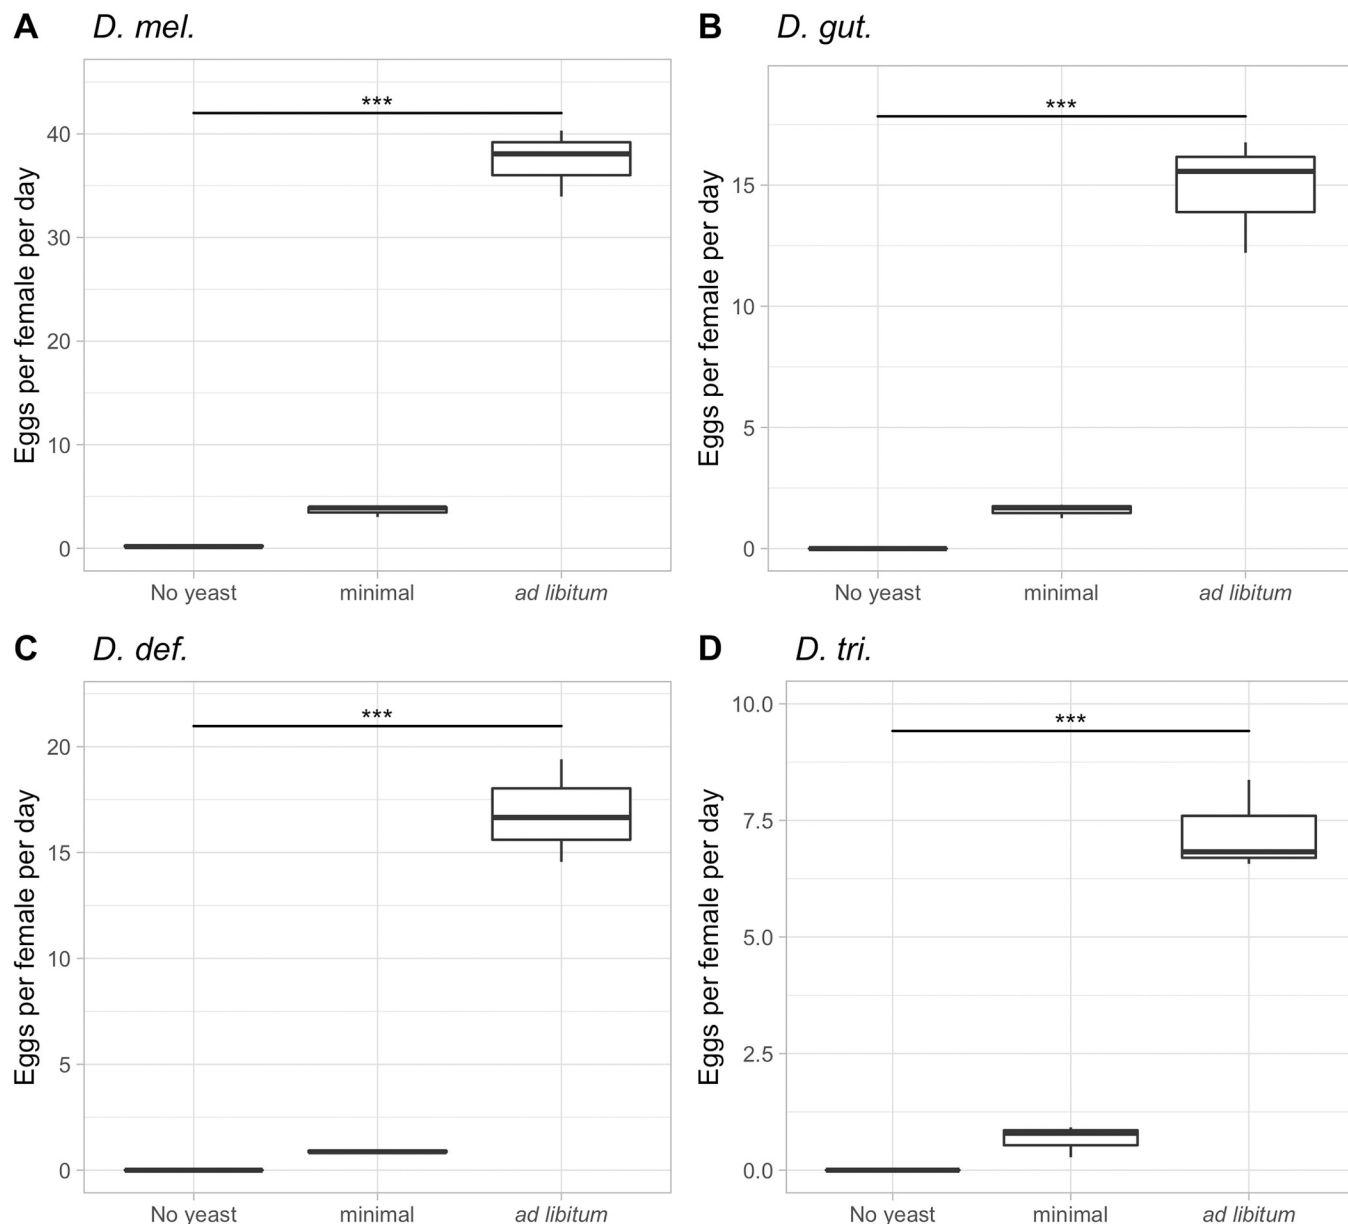 A D. mel.
Eggs per female per day
40
30
20
10
0
***
No yeast minimal ad libitum
B D. gut.
Eggs per female per day
15
10
5
0
***
No yeast minimal ad libitum
C D. def.
Eggs per female per day
20
15
10
5
0
***
No yeast minimal ad libitum
D D. tri.
Eggs per female per day
10.0
7.5
5.0
2.5
0.0
***
No yeast minimal ad libitum